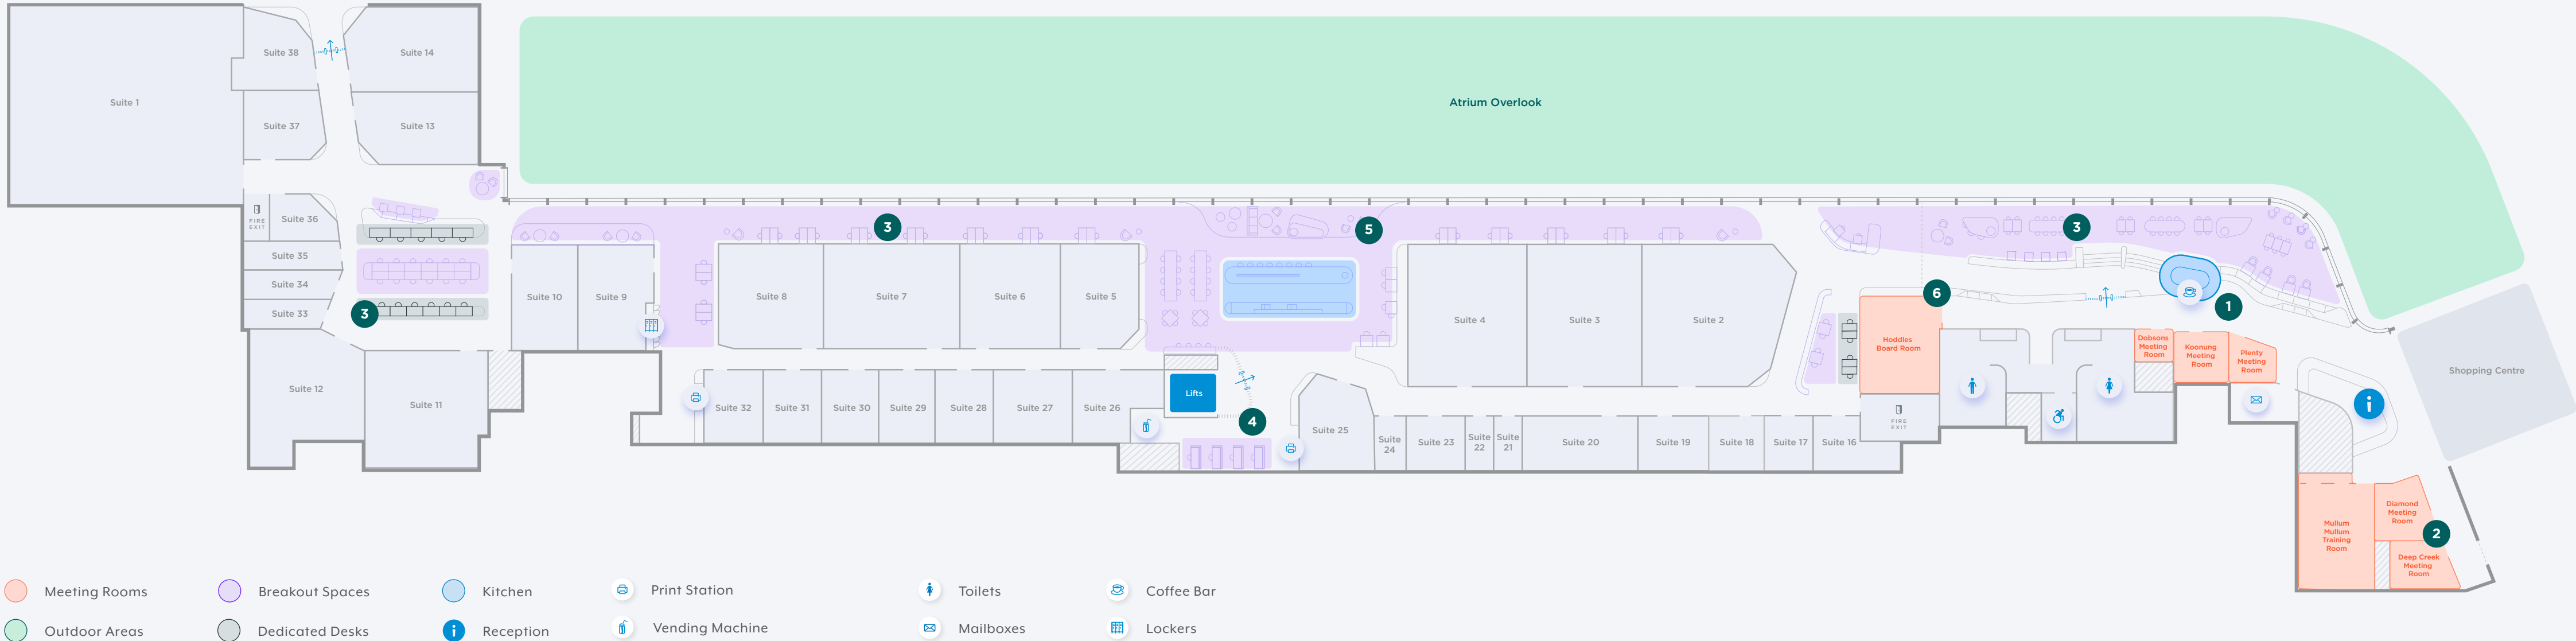 Suite 38
Suite 14
Suite 1
Atrium Overlook
Suite 37
Suite 13
FIRE
EXIT
Suite 36
3
5
3
Suite 35
Suite 34
Suite 33
3
Suite 10
Suite 9
Suite 8
Suite 7
Suite 6
Suite 5
Suite 4
Suite 3
Suite 2
6
1
Hoddles
Board Room
Dobsons
Meeting
Room
Koonung
Meeting
Room
Plenty
Meeting
Room
Shopping Centre
Suite 12
Suite 11
Suite 32
Suite 31
Suite 30
Suite 29
Suite 28
Suite 27
Suite 26
Lifts
4
Suite 25
Suite
24
Suite 23
Suite
22
Suite
21
Suite 20
Suite 19
Suite 18
Suite 17
Suite 16
FIRE
EXIT
i
Mullum
Mullum
Training
Room
Diamond
Meeting
Room
2
Deep Creek
Meeting
Room
Meeting Rooms
Breakout Spaces
Kitchen
Print Station
Toilets
Coffee Bar
Outdoor Areas
Dedicated Desks
i
Reception
Vending Machine
Mailboxes
Lockers